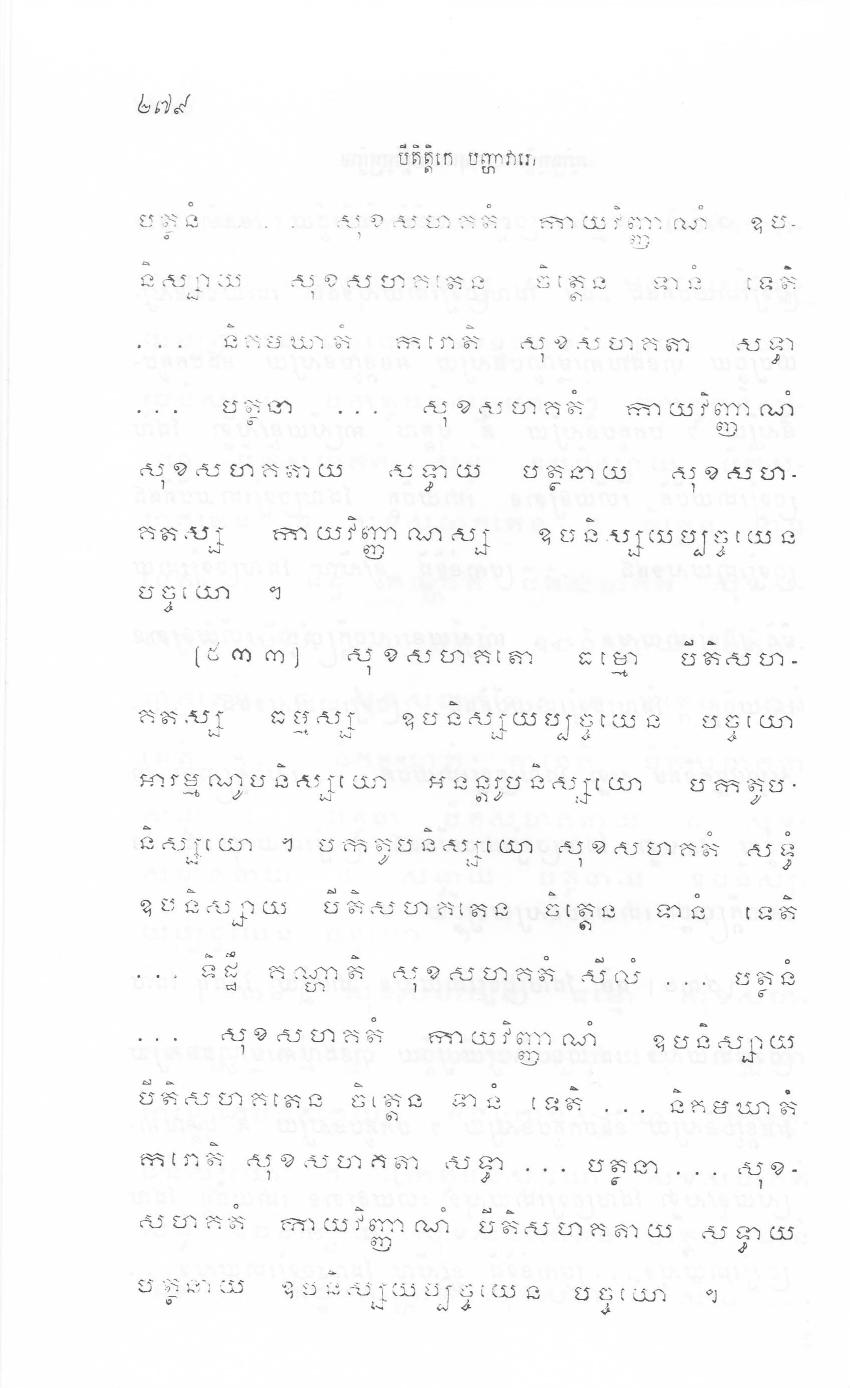 ២៧៩
បីតិត្តិកេ បញ្ហាវារោ
បត្ថនំ ... សុខសហគតំ កាយវិញ្ញាណំ ឧប-
និស្សាយ សុខសហគតេន ចិត្តេន ទានំ ទេតិ
... និគមឃាតំ ករោតិ សុខសហគតា សទ្ធា
... បត្ថនា ... សុខសហគតំ កាយវិញ្ញាណំ
សុខសហគតាយ សទ្ធាយ បត្ថនាយ សុខសហ-
គតស្ស កាយវិញ្ញាណស្ស ឧបនិស្សយប្បច្ចយេន
បច្ចយោ ។
[៥៣៣] សុខសហគតោ ធម្មោ បីតិសហ-
គតស្ស ធម្មស្ស ឧបនិស្សយប្បច្ចយេន បច្ចយោ
អារម្មណូបនិស្សយោ អនន្តរូបនិស្សយោ បកតូប-
និស្សយោ ។ បកតូបនិស្សយោ សុខសហគតំ សទ្ធំ
ឧបនិស្សាយ បីតិសហគតេន ចិត្តេន ទានំ ទេតិ
... ទិដ្ឋឹ គណ្ហាតិ សុខសហគតំ សីលំ ... បត្ថនំ
... សុខសហគតំ កាយវិញ្ញាណំ ឧបនិស្សាយ
បីតិសហគតេន ចិត្តេន ទានំ ទេតិ ... និគមឃាតំ
ករោតិ សុខសហគតា សទ្ធា ... បត្ថនា ... សុខ-
សហគតំ កាយវិញ្ញាណំ បីតិសហគតាយ សទ្ធាយ
បត្ថនាយ ឧបនិស្សយប្បច្ចយេន បច្ចយោ ។